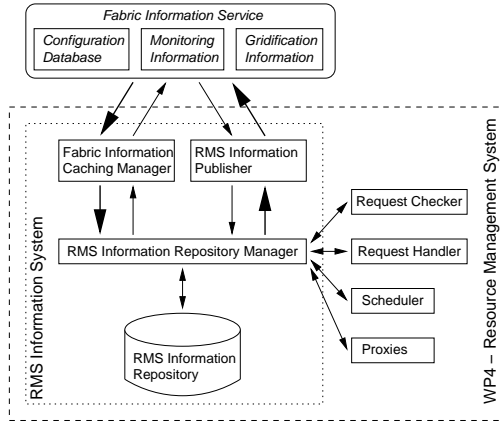 Fabric Information Service
Configuration
Database
Monitoring
Information
Gridification
Information
Fabric Information
Caching Manager
RMS Information
Publisher
Request Checker
RMS Information Repository Manager
Request Handler
Scheduler
RMS Information
Repository
Proxies
RMS Information System
WP4 – Resource Management System